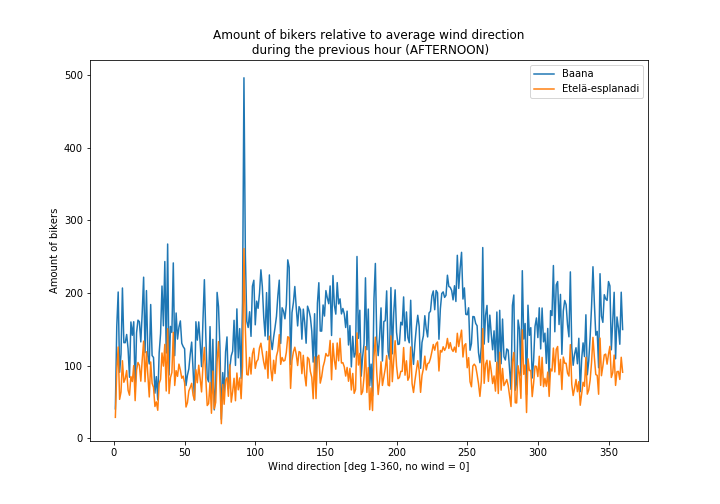 Amount of bikers relative to average wind direction
during the previous hour (AFTERNOON)
Baana
Etelä-esplanadi
500
400
300
200
100
0
Amount of bikers
0 50 100 150 200 250 300 350
Wind direction [deg 1-360, no wind = 0]